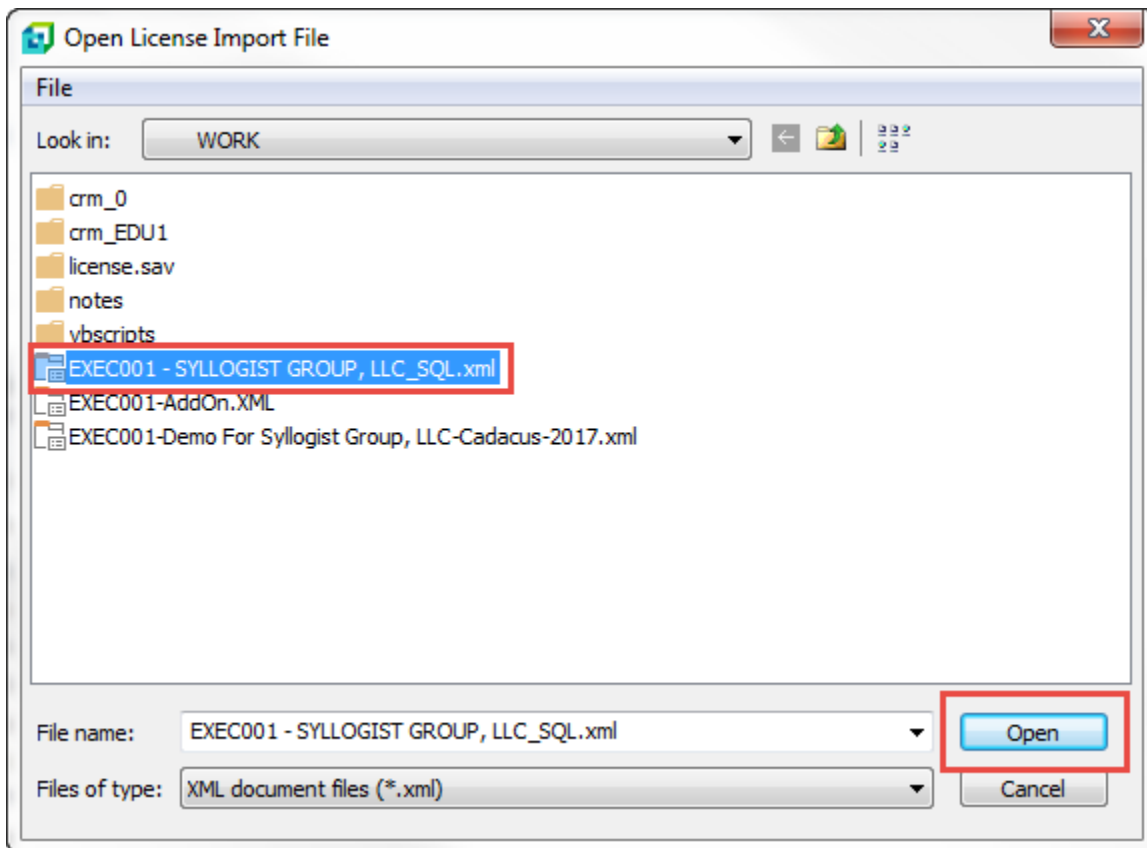 Open License Import File
File
Look in: WORK
crm_0
crm_EDU1
license.sav
notes
vbscripts
EXEC001 - SYLLOGIST GROUP, LLC_SQL.xml
EXEC001-AddOn.XML
EXEC001-Demo For Syllogist Group, LLC-Cadacus-2017.xml
File name: EXEC001 - SYLLOGIST GROUP, LLC_SQL.xml Open
Files of type: XML document files (*.xml) Cancel